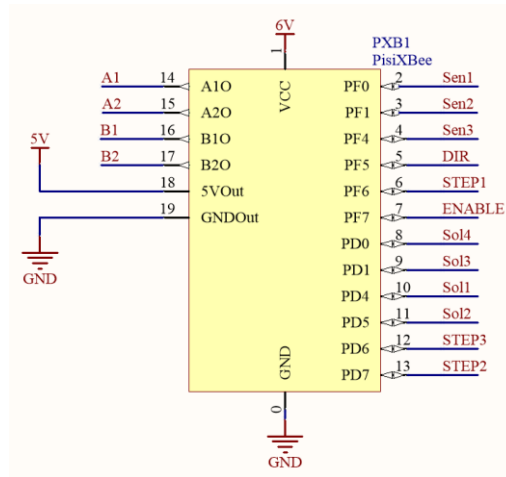 6V
PXB1
PisiXBee
1
VCC
A1 14 A1O
A2 15 A2O
B1 16 B1O
B2 17 B2O
5V
18 5VOut
19 GNDOut
GND
PF0 2 Sen1
PF1 3 Sen2
PF4 4 Sen3
PF5 5 DIR
PF6 6 STEP1
PF7 7 ENABLE
PD0 8 Sol4
PD1 9 Sol3
PD4 10 Sol1
PD5 11 Sol2
PD6 12 STEP3
PD7 13 STEP2
GND
0
GND